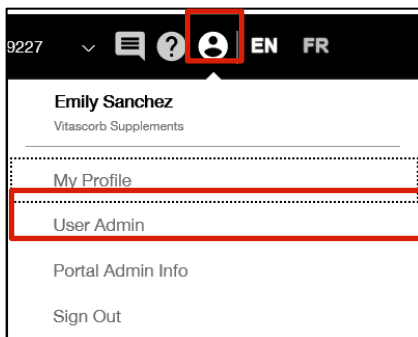 9227 EN FR
Emily Sanchez
Vitascorb Supplements
My Profile
User Admin
Portal Admin Info
Sign Out